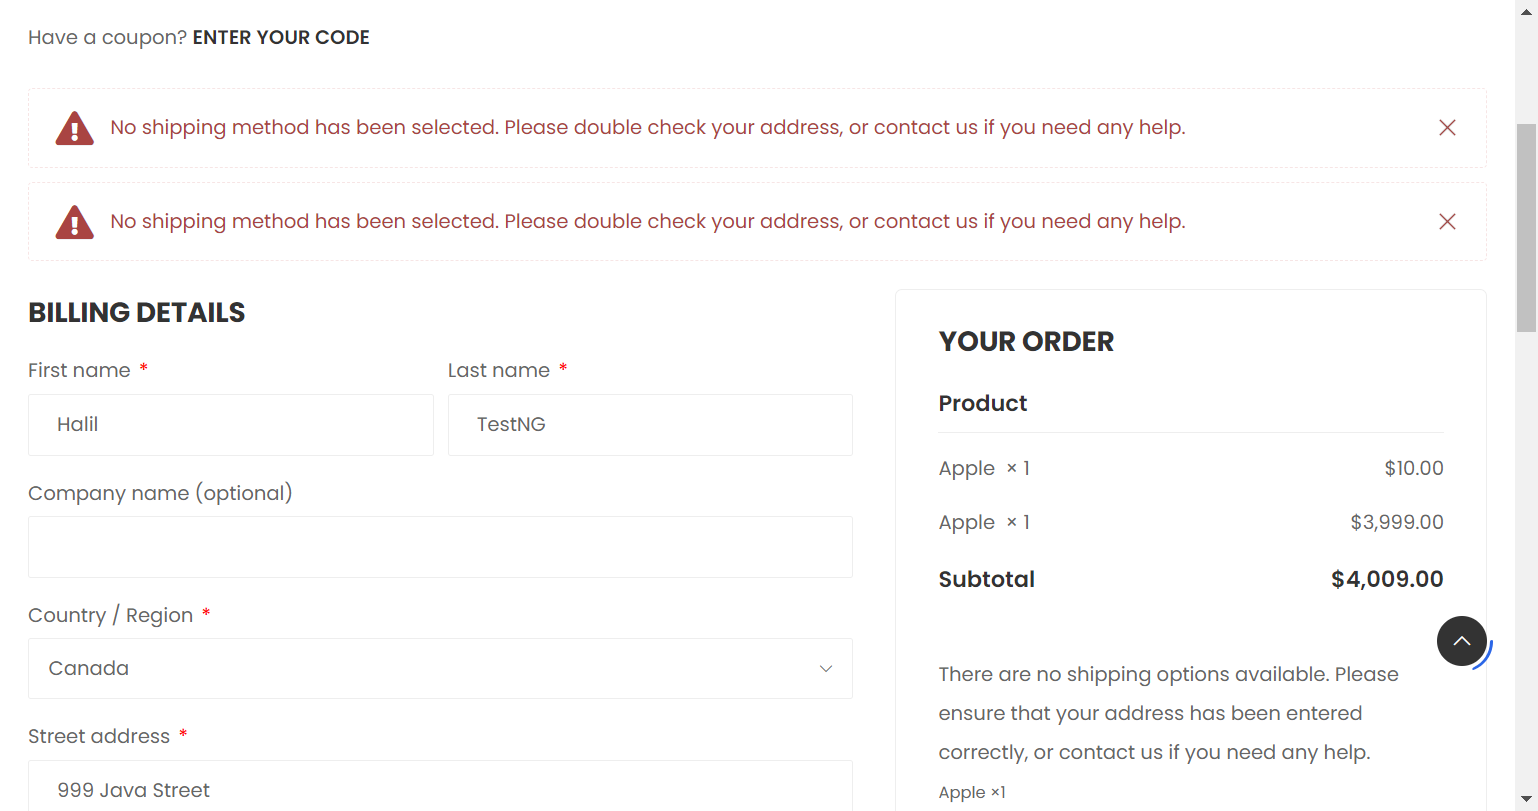 Have a coupon? ENTER YOUR CODE
No shipping method has been selected. Please double check your address, or contact us if you need any help.
No shipping method has been selected. Please double check your address, or contact us if you need any help.
BILLING DETAILS
First name *
Last name *
Halil
TestNG
Company name (optional)
Country / Region *
Canada
Street address *
999 Java Street
YOUR ORDER
Product
Apple × 1 $10.00
Apple × 1 $3,999.00
Subtotal $4,009.00
There are no shipping options available. Please
ensure that your address has been entered
correctly, or contact us if you need any help.
Apple ×1